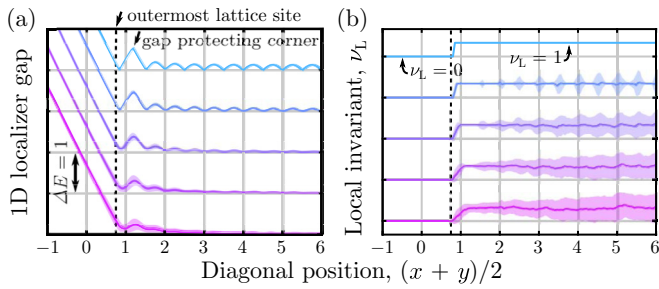 (a)
outermost lattice site
gap protecting corner
1D localizer gap
ΔE = 1
−1 0 1 2 3 4 5 6
(b)
Local invariant, ν_L
ν_L = 0
ν_L = 1
−1 0 1 2 3 4 5 6
Diagonal position, (x + y)/2